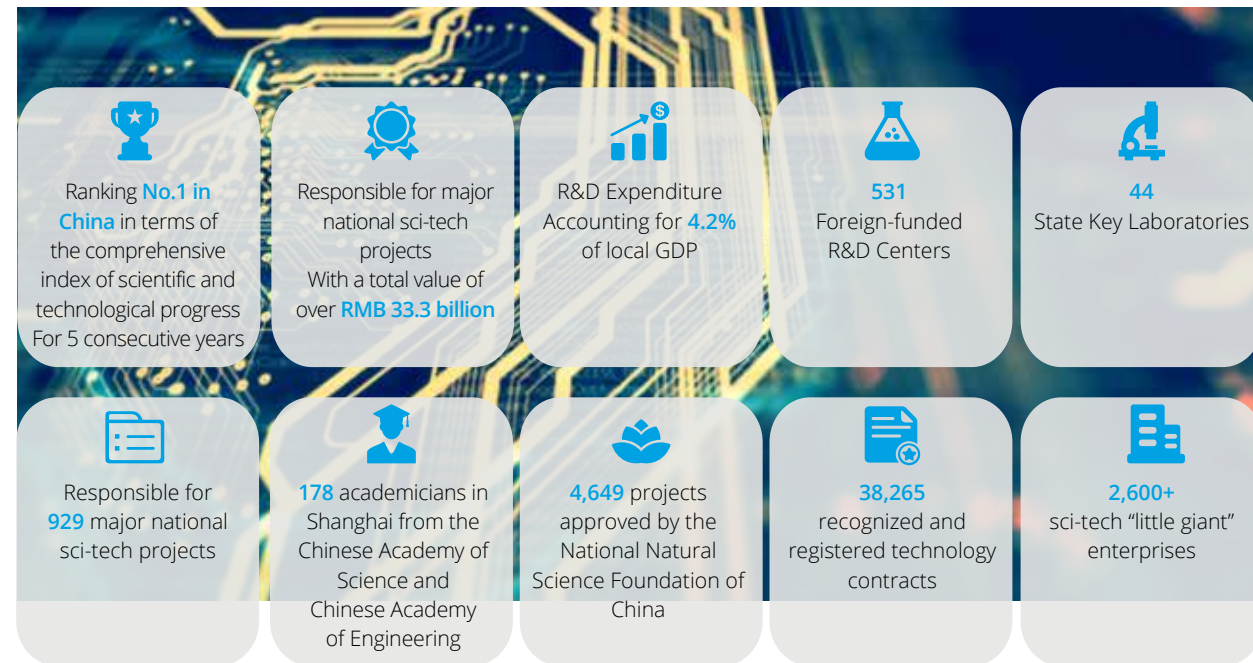 $
Ranking No.1 in
China in terms of
the comprehensive
index of scientific and
technological progress
For 5 consecutive years
Responsible for major
national sci-tech
projects
With a total value of
over RMB 33.3 billion
R&D Expenditure
Accounting for 4.2%
of local GDP
531
Foreign-funded
R&D Centers
44
State Key Laboratories
Responsible for
929 major national
sci-tech projects
178 academicians in
Shanghai from the
Chinese Academy of
Science and
Chinese Academy
of Engineering
4,649 projects
approved by the
National Natural
Science Foundation of
China
38,265
recognized and
registered technology
contracts
2,600+
sci-tech “little giant”
enterprises